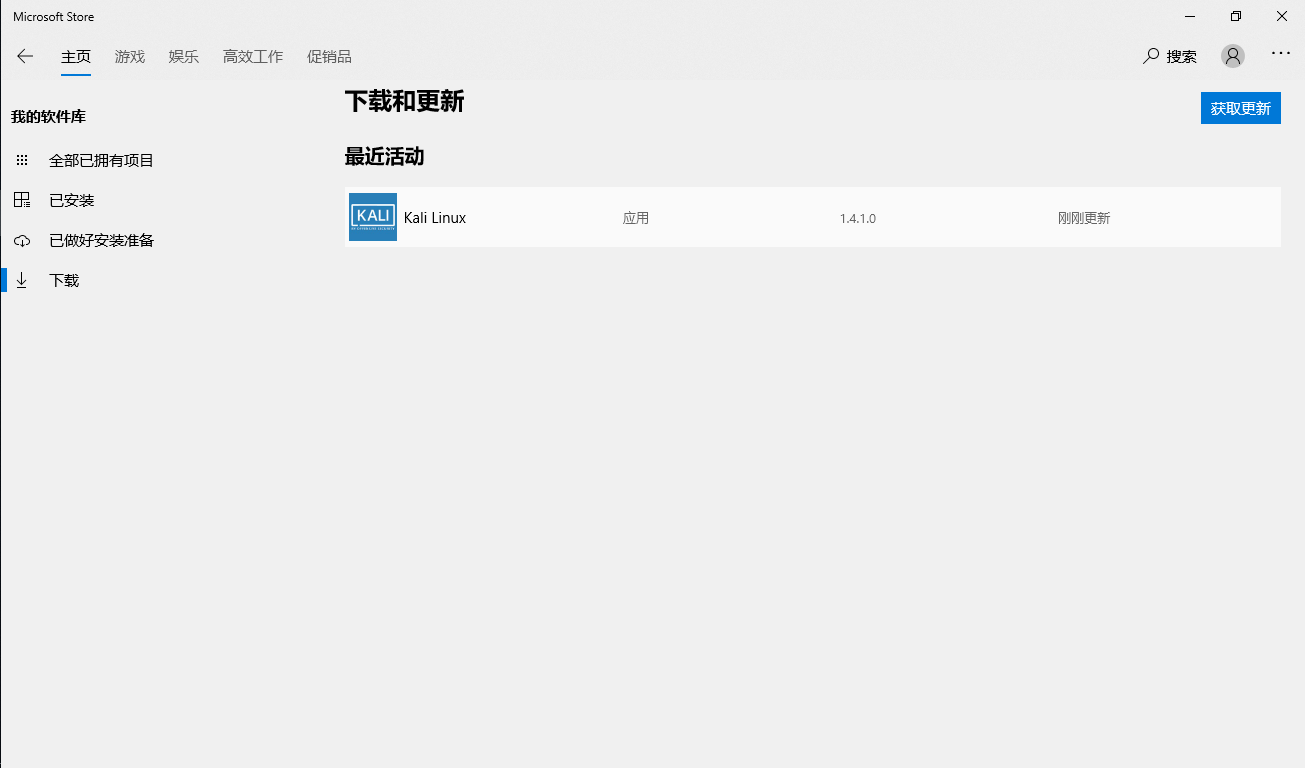 Microsoft Store
主页 游戏 娱乐 高效工作 促销品 搜索
我的软件库
全部已拥有项目
已安装
已做好安装准备
下载
下载和更新
获取更新
最近活动
KALI
Kali Linux 应用 1.4.1.0 刚刚更新